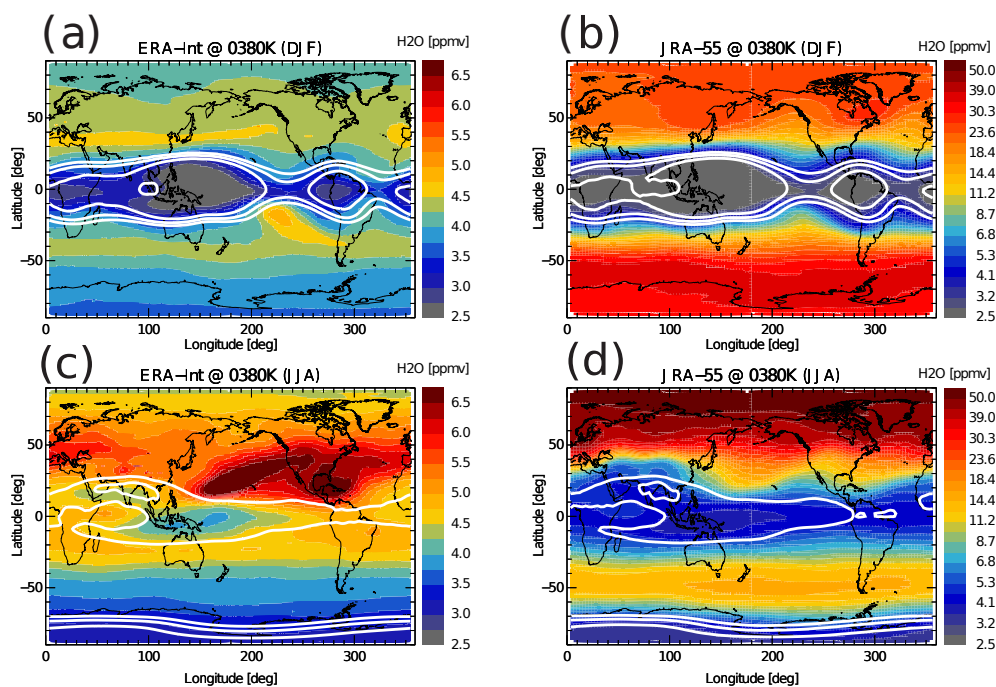 (a)
ERA-Int @ 0380K (DJF)
H2O [ppmv]
6.5
6.0
5.5
5.0
4.5
4.0
3.5
3.0
2.5
50
0
−50
Latitude [deg]
0 100 200 300
Longitude [deg]
(b)
JRA-55 @ 0380K (DJF)
H2O [ppmv]
50.0
39.0
30.3
23.6
18.4
14.4
11.2
8.7
6.8
5.3
4.1
3.2
2.5
50
0
−50
Latitude [deg]
0 100 200 300
Longitude [deg]
(c)
ERA-Int @ 0380K (JJA)
H2O [ppmv]
6.5
6.0
5.5
5.0
4.5
4.0
3.5
3.0
2.5
50
0
−50
Latitude [deg]
0 100 200 300
Longitude [deg]
(d)
JRA-55 @ 0380K (JJA)
H2O [ppmv]
50.0
39.0
30.3
23.6
18.4
14.4
11.2
8.7
6.8
5.3
4.1
3.2
2.5
50
0
−50
Latitude [deg]
0 100 200 300
Longitude [deg]